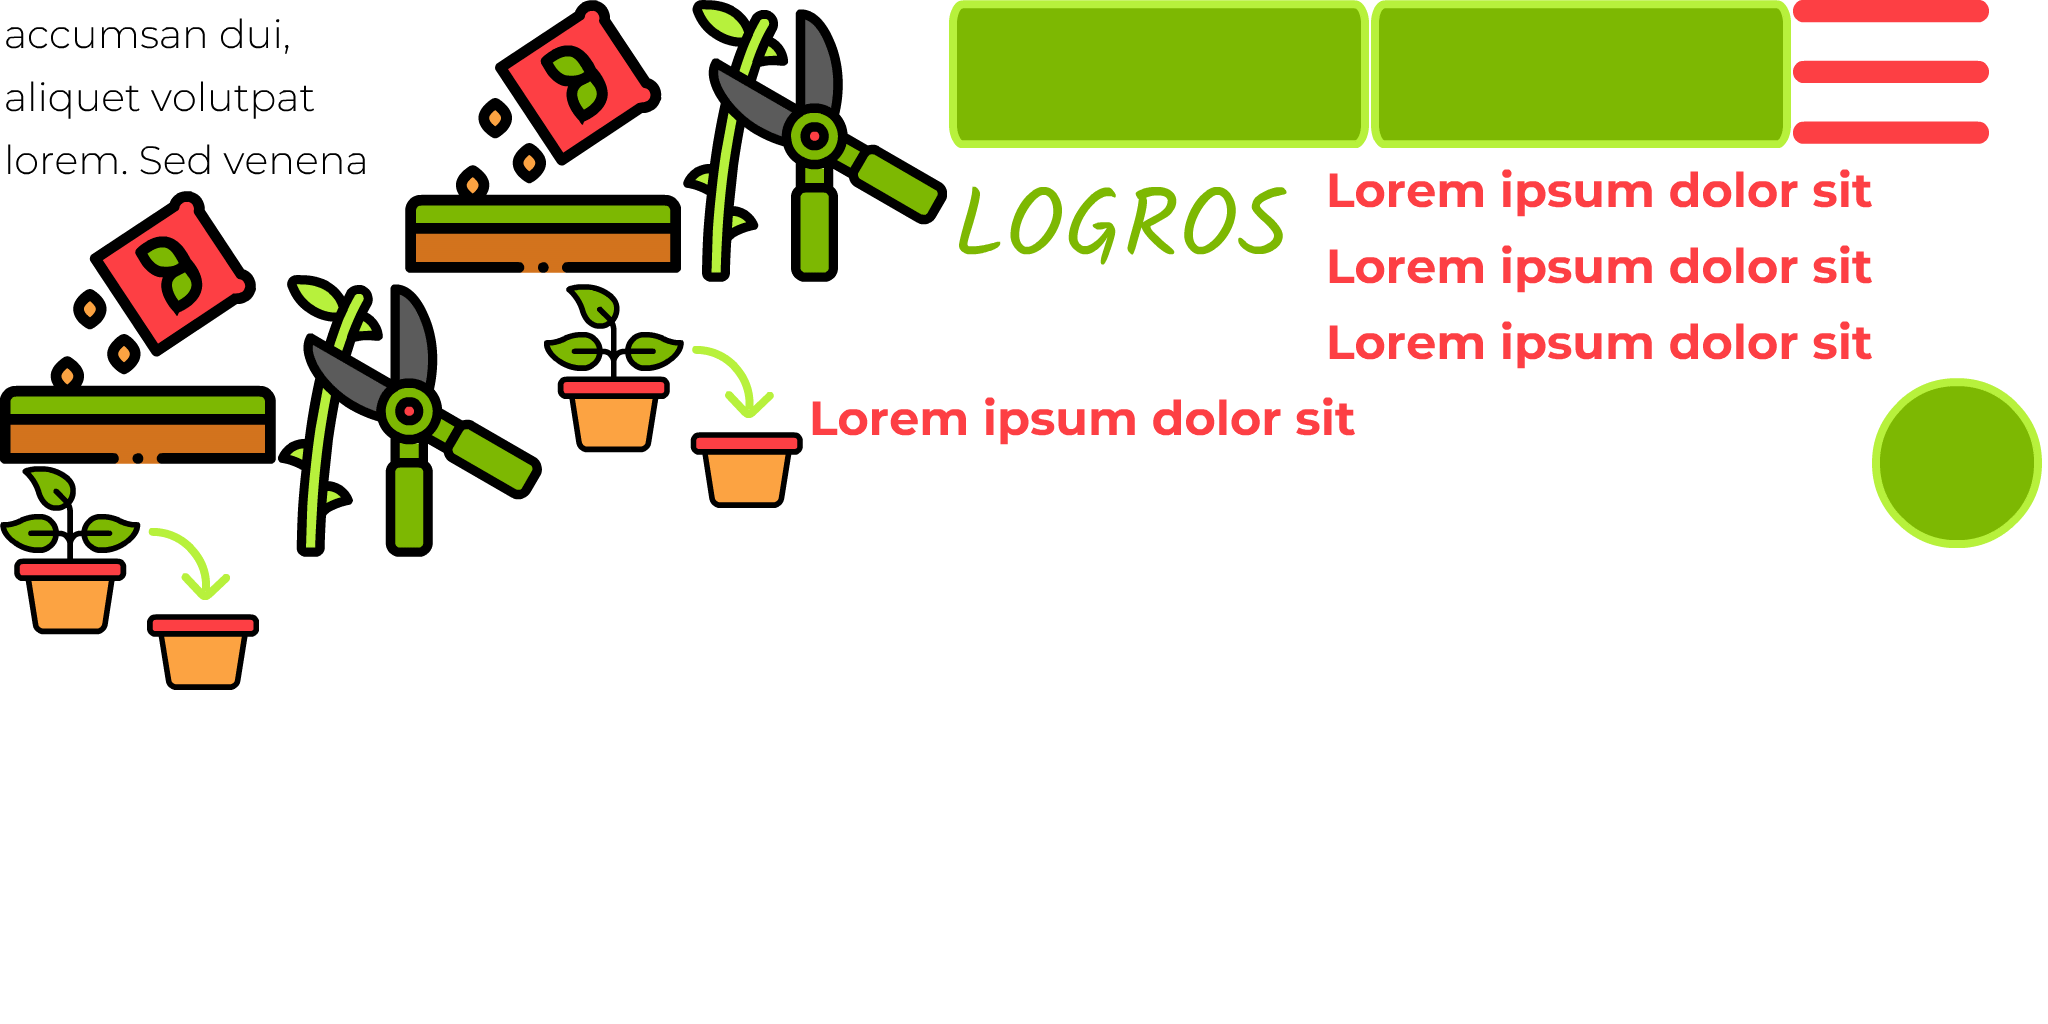 accumsan dui,
aliquet volutpat
lorem. Sed venena
LOGROS
Lorem ipsum dolor sit
Lorem ipsum dolor sit
Lorem ipsum dolor sit
Lorem ipsum dolor sit